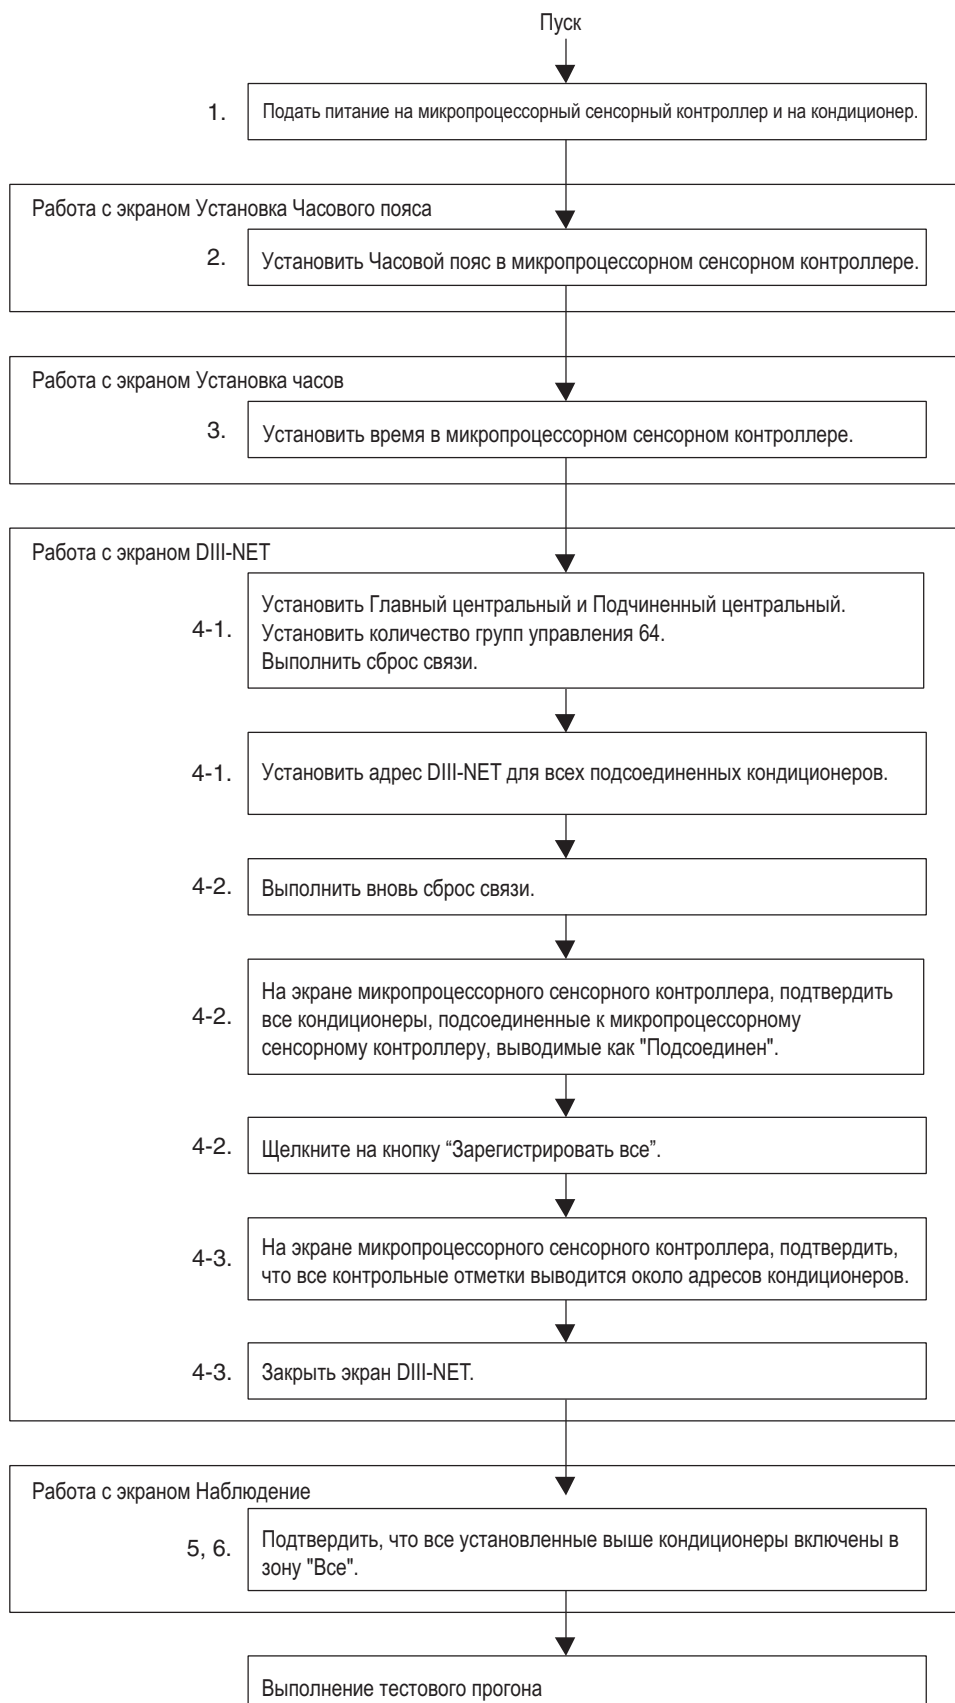 Пуск
1. Подать питание на микропроцессорный сенсорный контроллер и на кондиционер.
Работа с экраном Установка Часового пояса
2. Установить Часовой пояс в микропроцессорном сенсорном контроллере.
Работа с экраном Установка часов
3. Установить время в микропроцессорном сенсорном контроллере.
Работа с экраном DIII-NET
4-1. Установить Главный центральный и Подчиненный центральный.
Установить количество групп управления 64.
Выполнить сброс связи.
4-1. Установить адрес DIII-NET для всех подсоединенных кондиционеров.
4-2. Выполнить вновь сброс связи.
4-2. На экране микропроцессорного сенсорного контроллера, подтвердить
все кондиционеры, подсоединенные к микропроцессорному
сенсорному контроллеру, выводимые как "Подсоединен".
4-2. Щелкните на кнопку “Зарегистрировать все”.
4-3. На экране микропроцессорного сенсорного контроллера, подтвердить,
что все контрольные отметки выводится около адресов кондиционеров.
4-3. Закрыть экран DIII-NET.
Работа с экраном Наблюдение
5, 6. Подтвердить, что все установленные выше кондиционеры включены в
зону "Все".
Выполнение тестового прогона